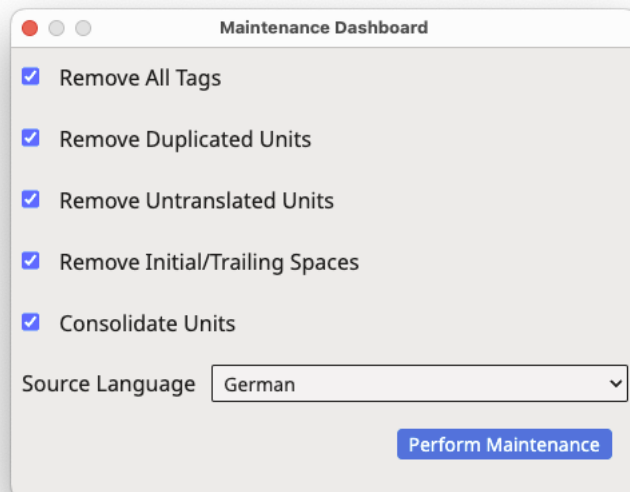 Maintenance Dashboard
Remove All Tags
Remove Duplicated Units
Remove Untranslated Units
Remove Initial/Trailing Spaces
Consolidate Units
Source Language German
Perform Maintenance